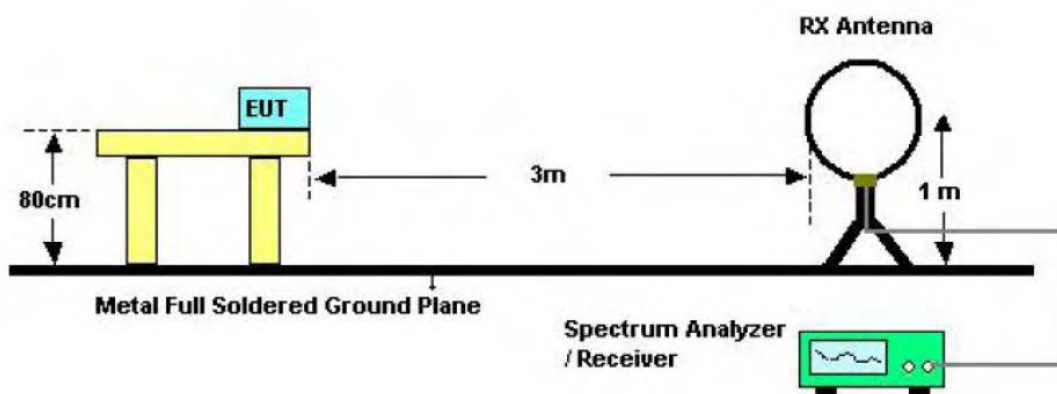 RX Antenna
EUT
80cm
3m
1 m
Metal Full Soldered Ground Plane
Spectrum Analyzer
/ Receiver